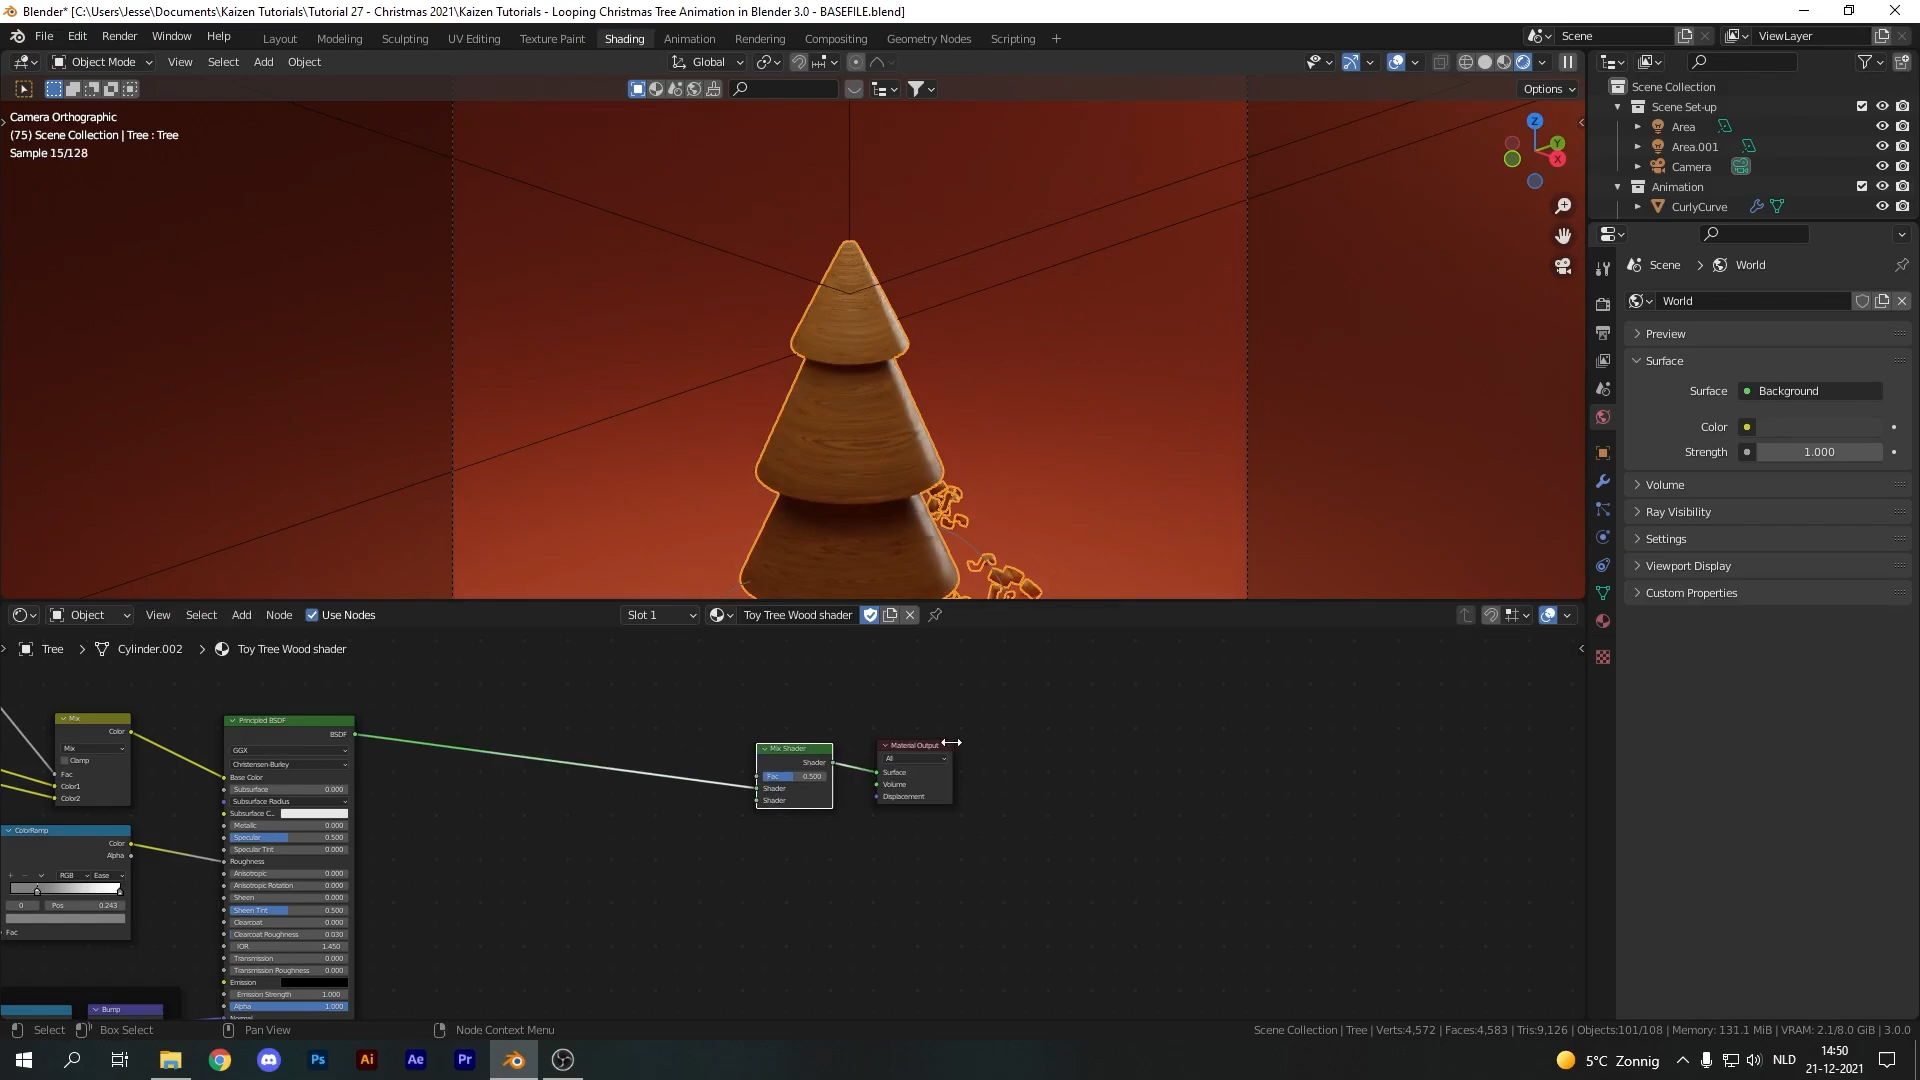 Blender* [C:\Users\Jesse\Documents\Kaizen Tutorials\Tutorial 27 - Christmas 2021\Kaizen Tutorials - Looping Christmas Tree Animation in Blender 3.0 - BASEFILE.blend]
File Edit Render Window Help Layout Modeling Sculpting UV Editing Texture Paint Shading Animation Rendering Compositing Geometry Nodes Scripting + Scene ViewLayer
Object Mode View Select Add Object Global
Options
Camera Orthographic
(75) Scene Collection | Tree : Tree
Sample 15/128
Z
Y
X
Scene Collection
Scene Set-up
Area
Area.001
Camera
Animation
CurlyCurve
Scene > World
World
Preview
Surface
Surface Background
Color
Strength 1.000
Volume
Ray Visibility
Settings
Viewport Display
Custom Properties
Object View Select Add Node Use Nodes Slot 1 Toy Tree Wood shader
Tree > Cylinder.002 > Toy Tree Wood shader
Mix
Color
Mix
Clamp
Fac
Color1
Color2
ColorRamp
Color
Alpha
RGB Ease
0 Pos 0.243
Fac
Bump
Principled BSDF
BSDF
GGX
Christensen-Burley
Base Color
Subsurface 0.000
Subsurface Radius
Subsurface C...
Metallic 0.000
Specular 0.500
Specular Tint 0.000
Roughness
Anisotropic 0.000
Anisotropic Rotation 0.000
Sheen 0.000
Sheen Tint 0.500
Clearcoat 0.000
Clearcoat Roughness 0.030
IOR 1.450
Transmission 0.000
Transmission Roughness 0.000
Emission
Emission Strength 1.000
Alpha 1.000
Normal
Mix Shader
Shader
Fac 0.500
Shader
Shader
Material Output
All
Surface
Volume
Displacement
Select Box Select Pan View Node Context Menu Scene Collection | Tree | Verts:4,572 | Faces:4,583 | Tris:9,126 | Objects:101/108 | Memory: 131.1 MiB | VRAM: 2.1/8.0 GiB | 3.0.0
Ps Ai Ae Pr 5°C Zonnig NLD 14:50
21-12-2021